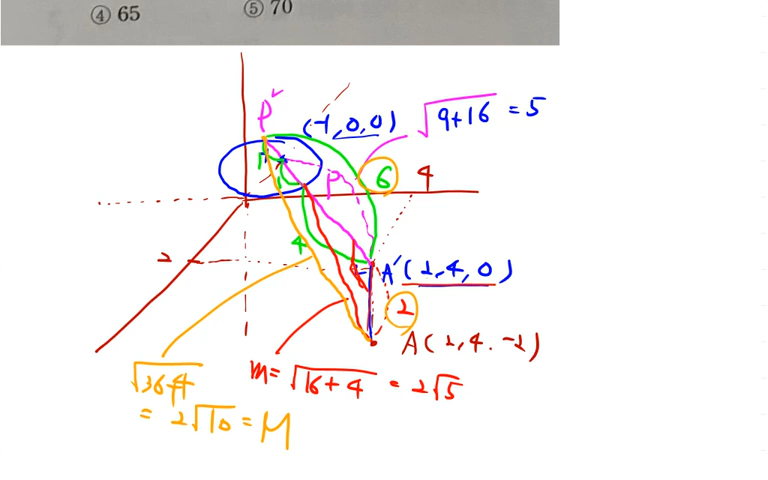 ④ 65 ⑤ 70
P
(-1,0,0)
√9+16 = 5
P
6
4
4
2
A'(2,4,0)
2
A(2,4.-2)
√36+4
= 2√10 = M
m=√16+4 = 2√5